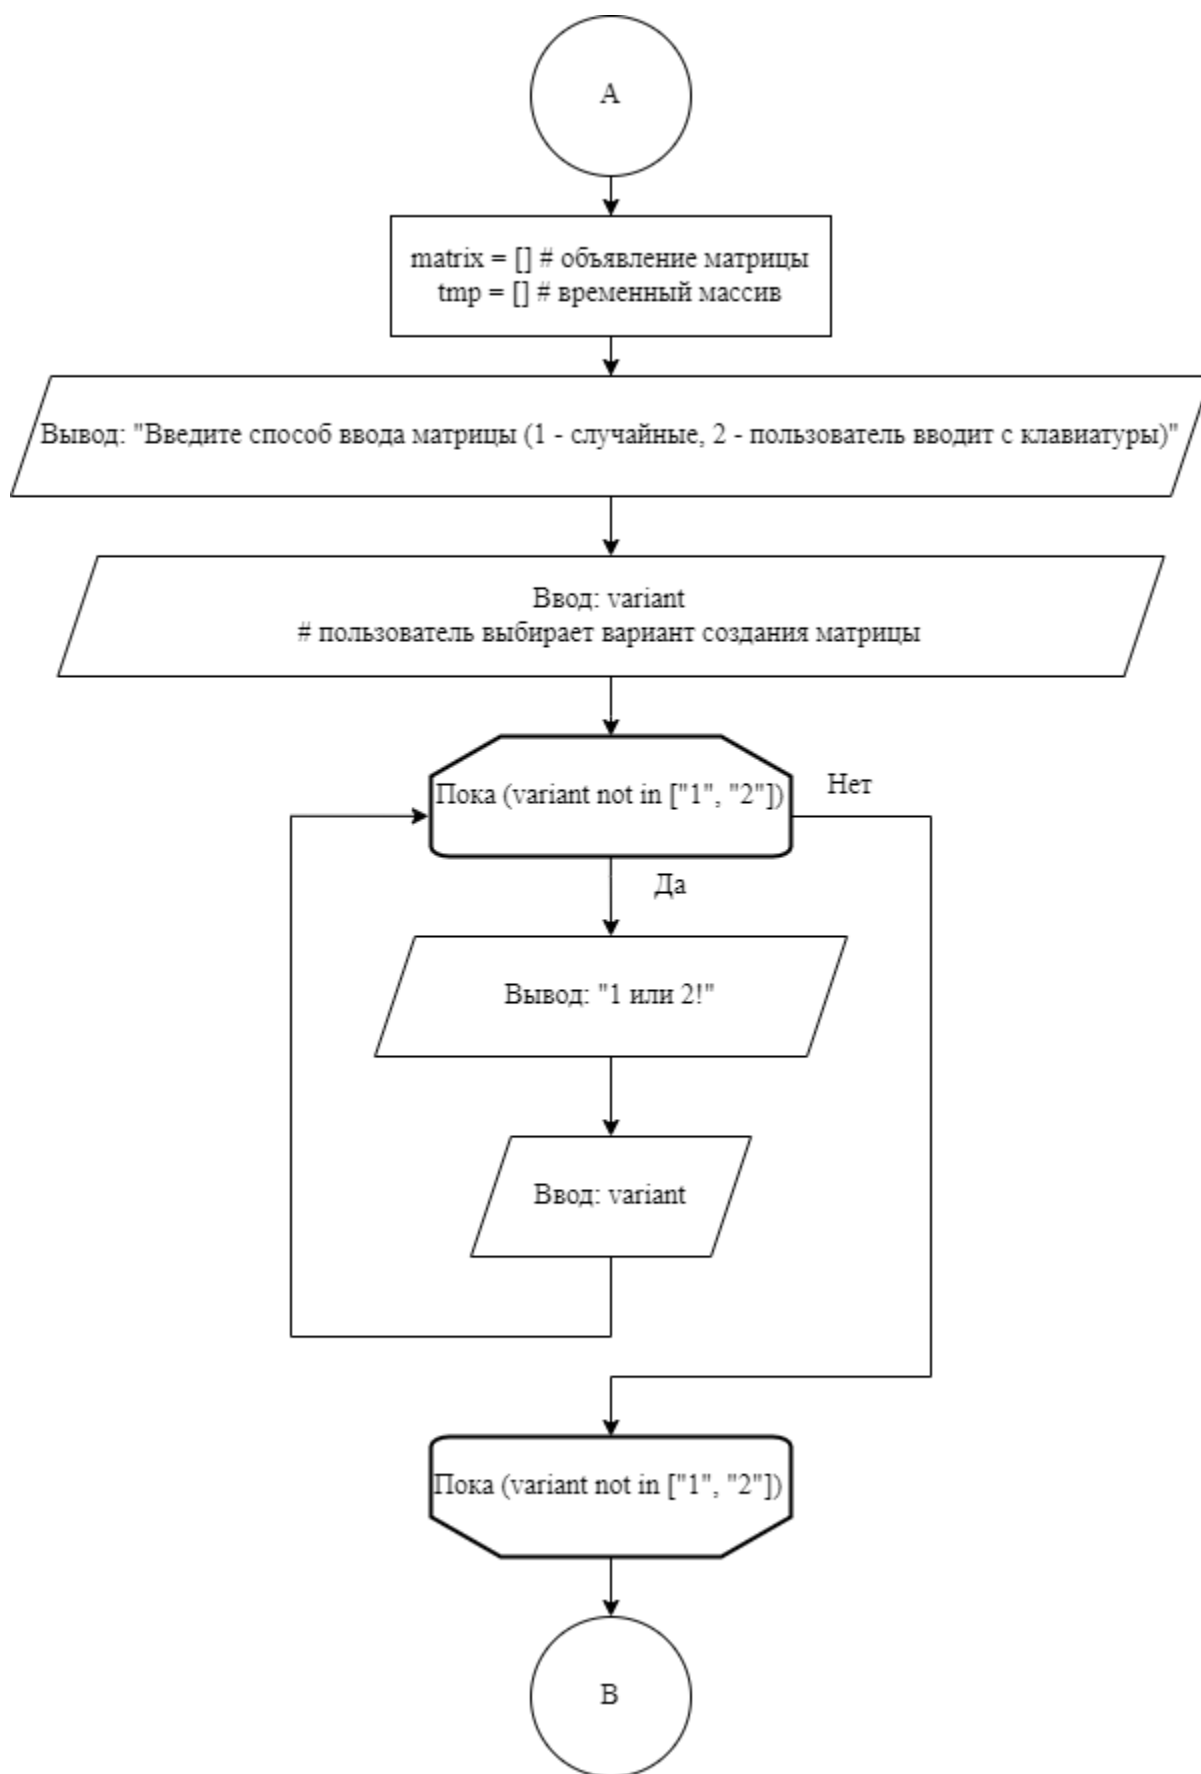 A
matrix = [] # объявление матрицы
tmp = [] # временный массив
Вывод: "Введите способ ввода матрицы (1 - случайные, 2 - пользователь вводит с клавиатуры)"
Ввод: variant
# пользователь выбирает вариант создания матрицы
Пока (variant not in ["1", "2"])
Нет
Да
Вывод: "1 или 2!"
Ввод: variant
Пока (variant not in ["1", "2"])
B